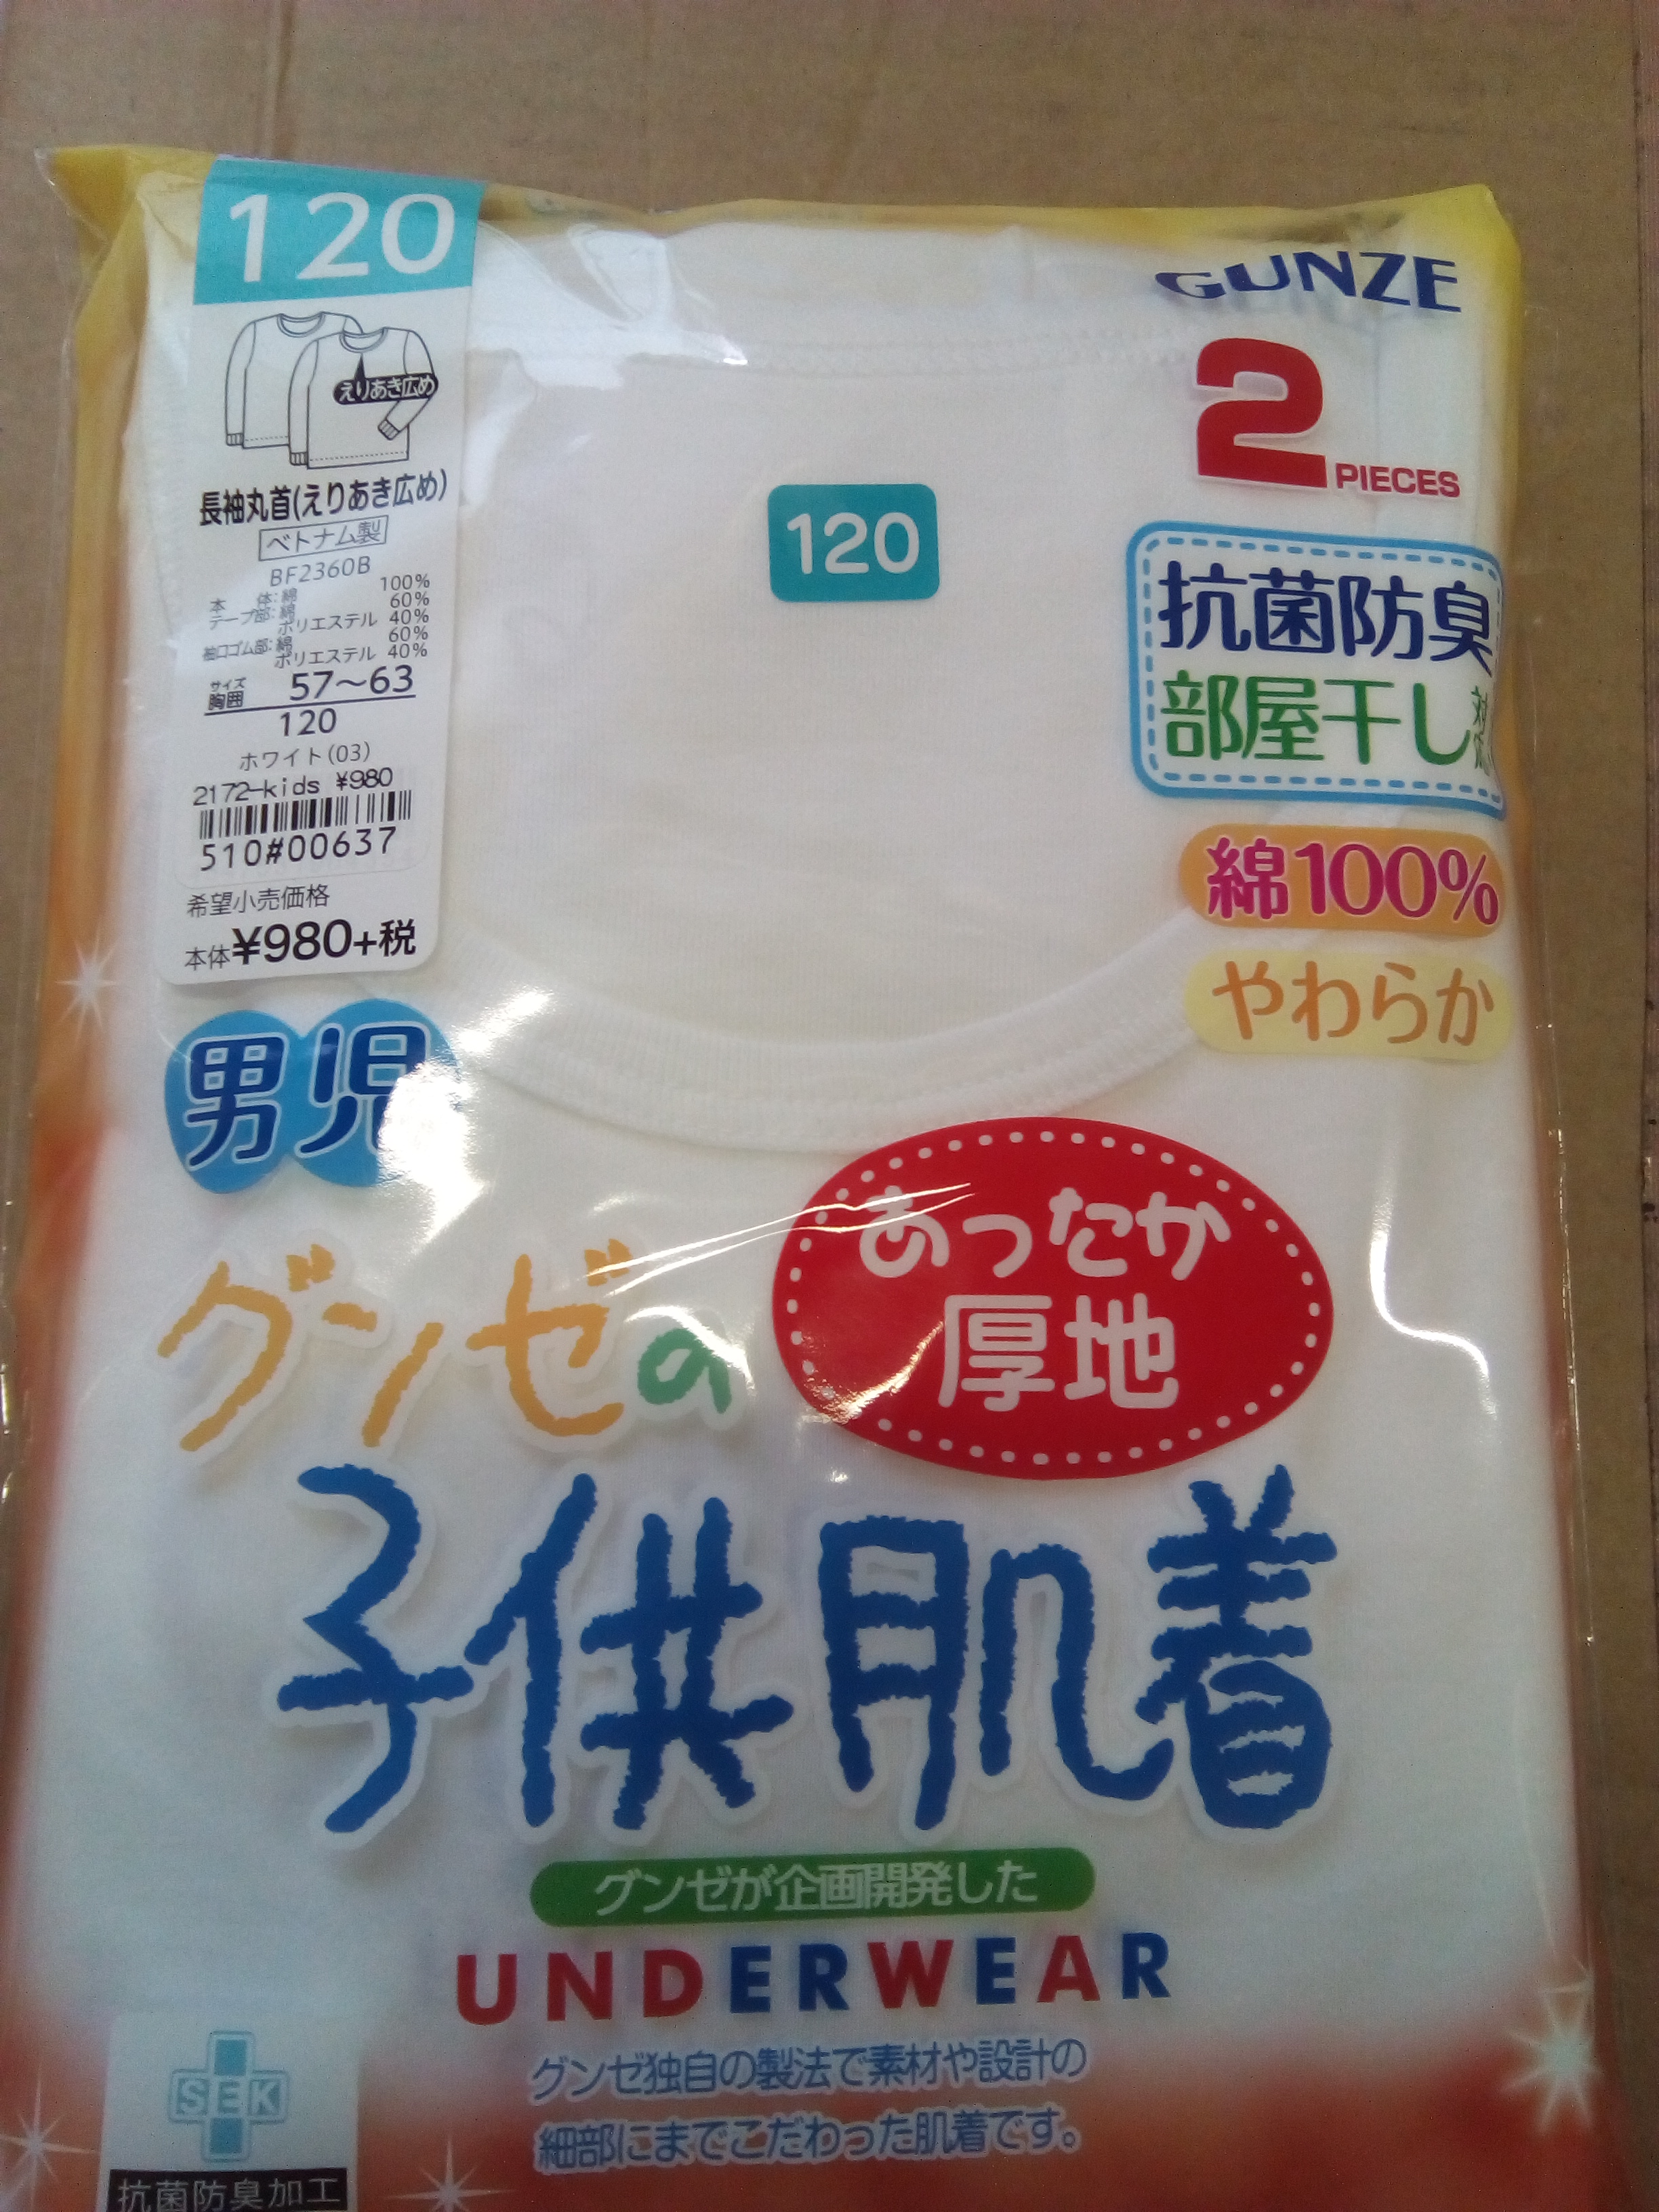 120
えりあき広め
長袖丸首(えりあき広め)
ベトナム製
BF2360B
本 体:綿 100%
テープ部:綿 60%
ポリエステル 40%
袖口ゴム部:綿 60%
ポリエステル 40%
サイズ
胸囲 57〜63
120
ホワイト(03)
2172-kids ¥980
510#00637
希望小売価格
本体¥980+税
120
GUNZE
2 PIECES
抗菌防臭
部屋干し対応
綿100%
やわらか
男児
あったか
厚地
グンゼの
子供肌着
グンゼが企画開発した
UNDERWEAR
グンゼ独自の製法で素材や設計の
細部にまでこだわった肌着です。
SEK
抗菌防臭加工